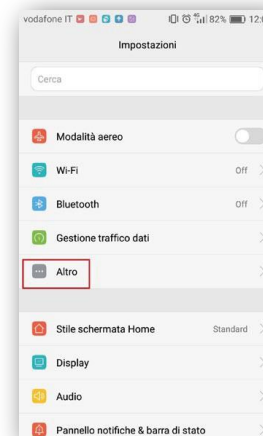 vodafone IT 82% 12:0
Impostazioni
Cerca
Modalità aereo
Wi-Fi Off
Bluetooth Off
Gestione traffico dati
Altro
Stile schermata Home Standard
Display
Audio
Pannello notifiche & barra di stato